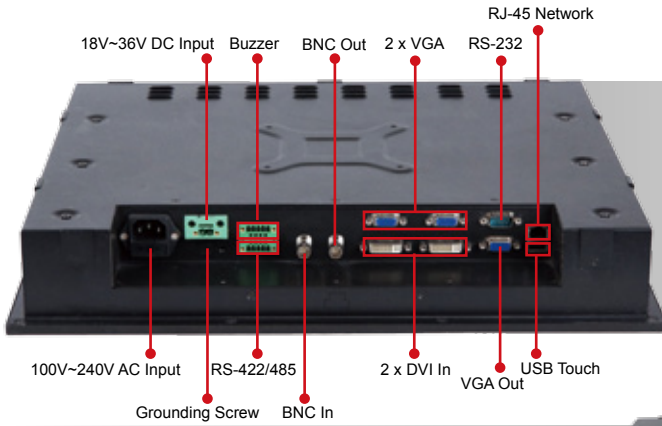 RJ-45 Network
18V~36V DC Input
Buzzer
BNC Out
2 x VGA
RS-232
100V~240V AC Input
RS-422/485
2 x DVI In
USB Touch
VGA Out
Grounding Screw
BNC In